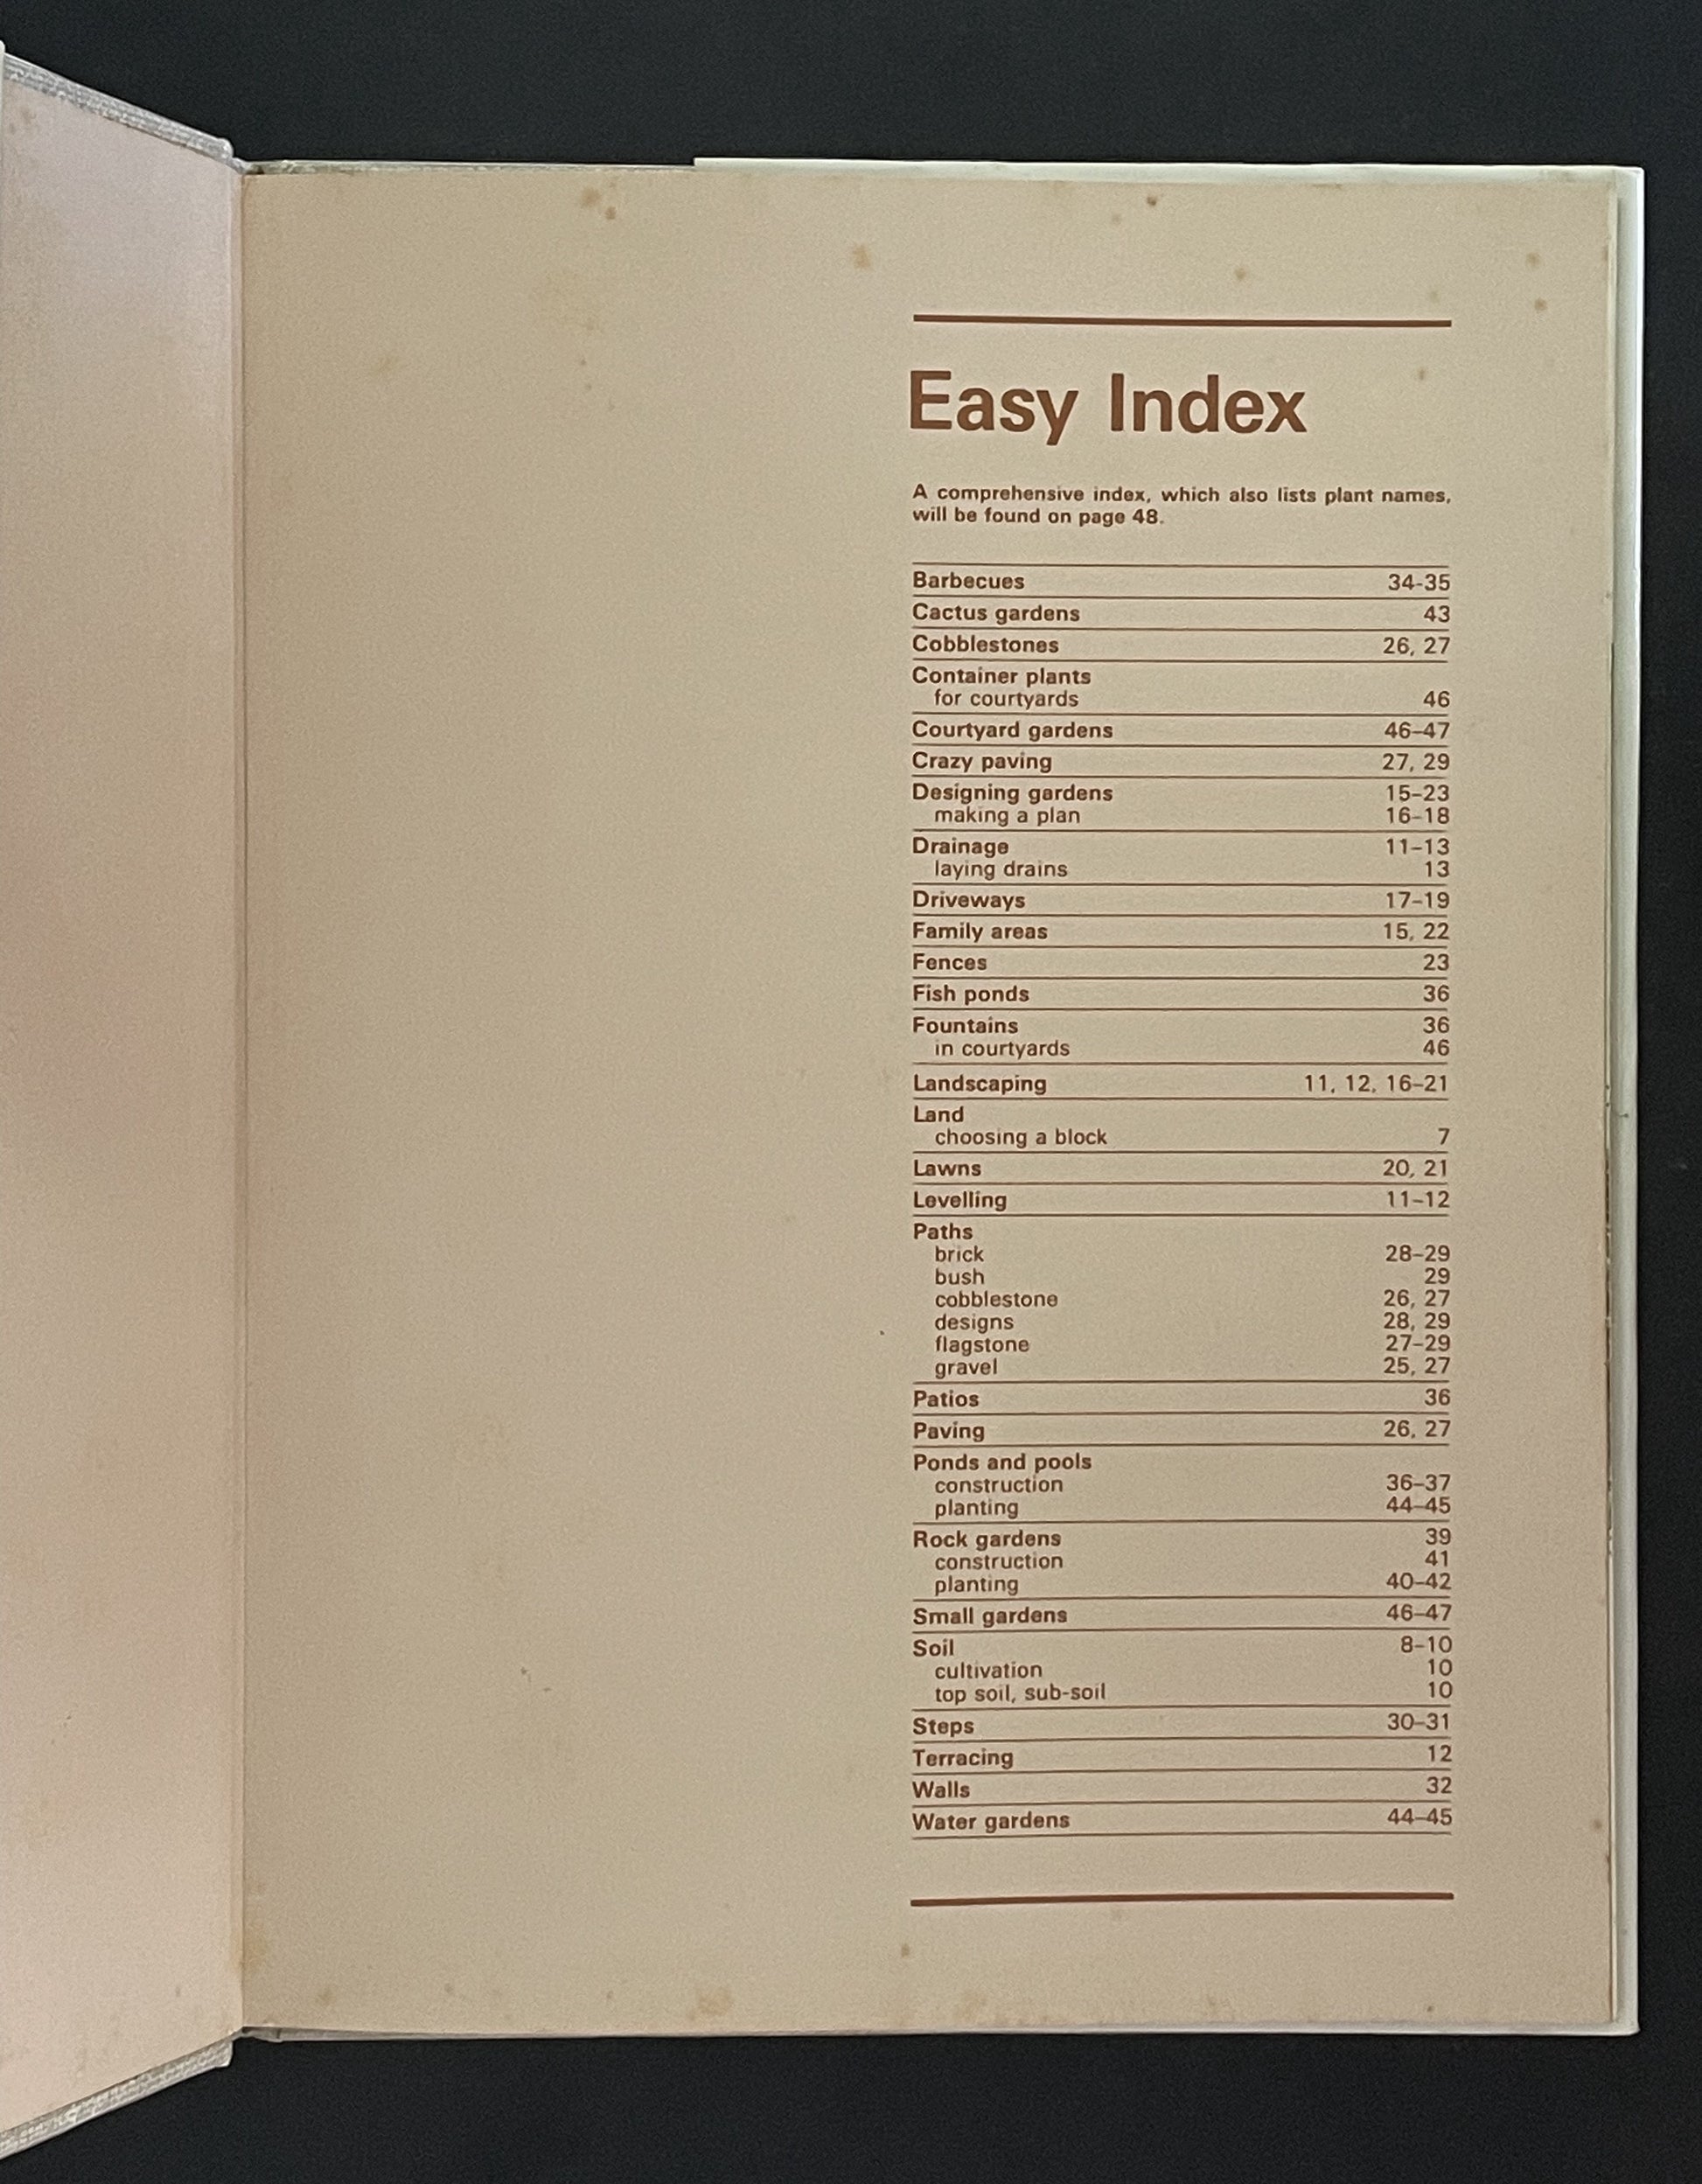 Easy Index
A comprehensive index, which also lists plant names,
will be found on page 48.
Barbecues 34-35
Cactus gardens 43
Cobblestones 26, 27
Container plants
for courtyards 46
Courtyard gardens 46–47
Crazy paving 27, 29
Designing gardens 15–23
making a plan 16–18
Drainage 11–13
laying drains 13
Driveways 17–19
Family areas 15, 22
Fences 23
Fish ponds 36
Fountains 36
in courtyards 46
Landscaping 11, 12, 16–21
Land
choosing a block 7
Lawns 20, 21
Levelling 11–12
Paths
brick 28–29
bush 29
cobblestone 26, 27
designs 28, 29
flagstone 27–29
gravel 25, 27
Patios 36
Paving 26, 27
Ponds and pools
construction 36–37
planting 44–45
Rock gardens 39
construction 41
planting 40–42
Small gardens 46–47
Soil 8–10
cultivation 10
top soil, sub-soil 10
Steps 30–31
Terracing 12
Walls 32
Water gardens 44–45